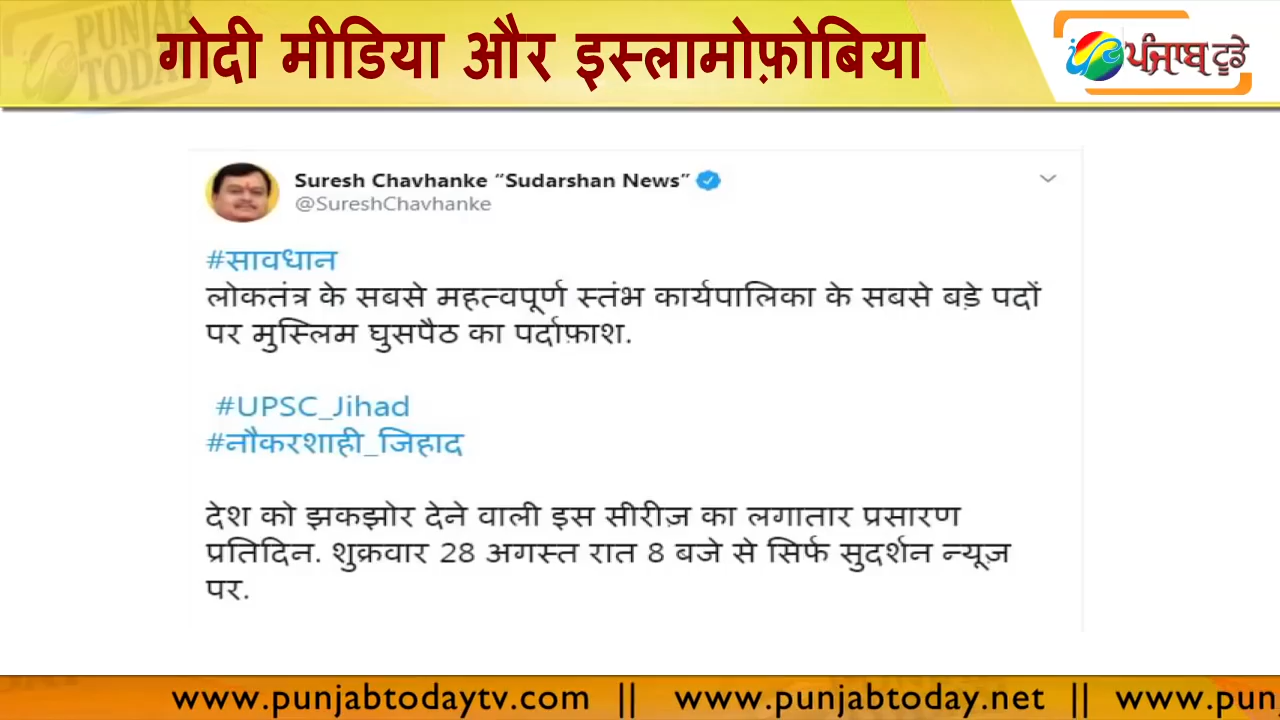 PUNJAB
TODAY
गोदी मीडिया और इस्लामोफ़ोबिया
ਪੰਜਾਬ ਟੂਡੇ
Suresh Chavhanke “Sudarshan News”
@SureshChavhanke
#सावधान
लोकतंत्र के सबसे महत्वपूर्ण स्तंभ कार्यपालिका के सबसे बड़े पदों
पर मुस्लिम घुसपैठ का पर्दाफ़ाश.
#UPSC_Jihad
#नौकरशाही_जिहाद
देश को झकझोर देने वाली इस सीरीज़ का लगातार प्रसारण
प्रतिदिन. शुक्रवार 28 अगस्त रात 8 बजे से सिर्फ सुदर्शन न्यूज़
पर.
www.punjabtodaytv.com || www.punjabtoday.net || www.pun